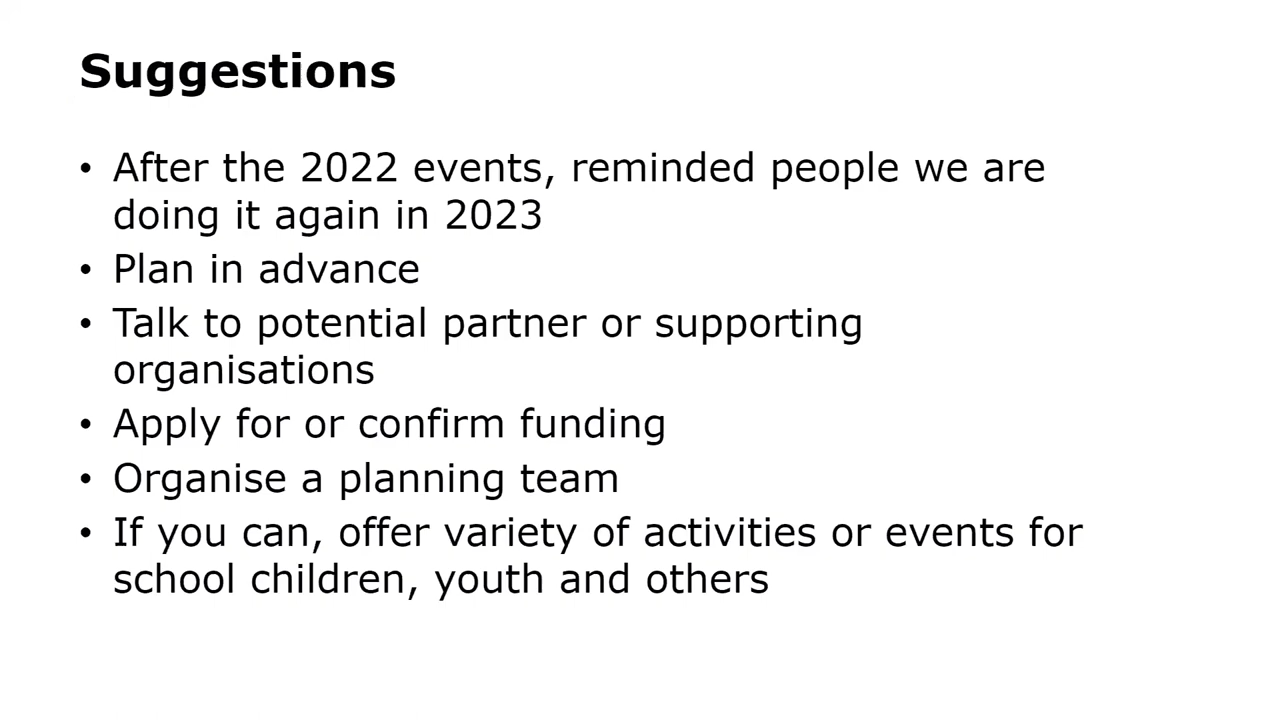 Suggestions
• After the 2022 events, reminded people we are
doing it again in 2023
• Plan in advance
• Talk to potential partner or supporting
organisations
• Apply for or confirm funding
• Organise a planning team
• If you can, offer variety of activities or events for
school children, youth and others